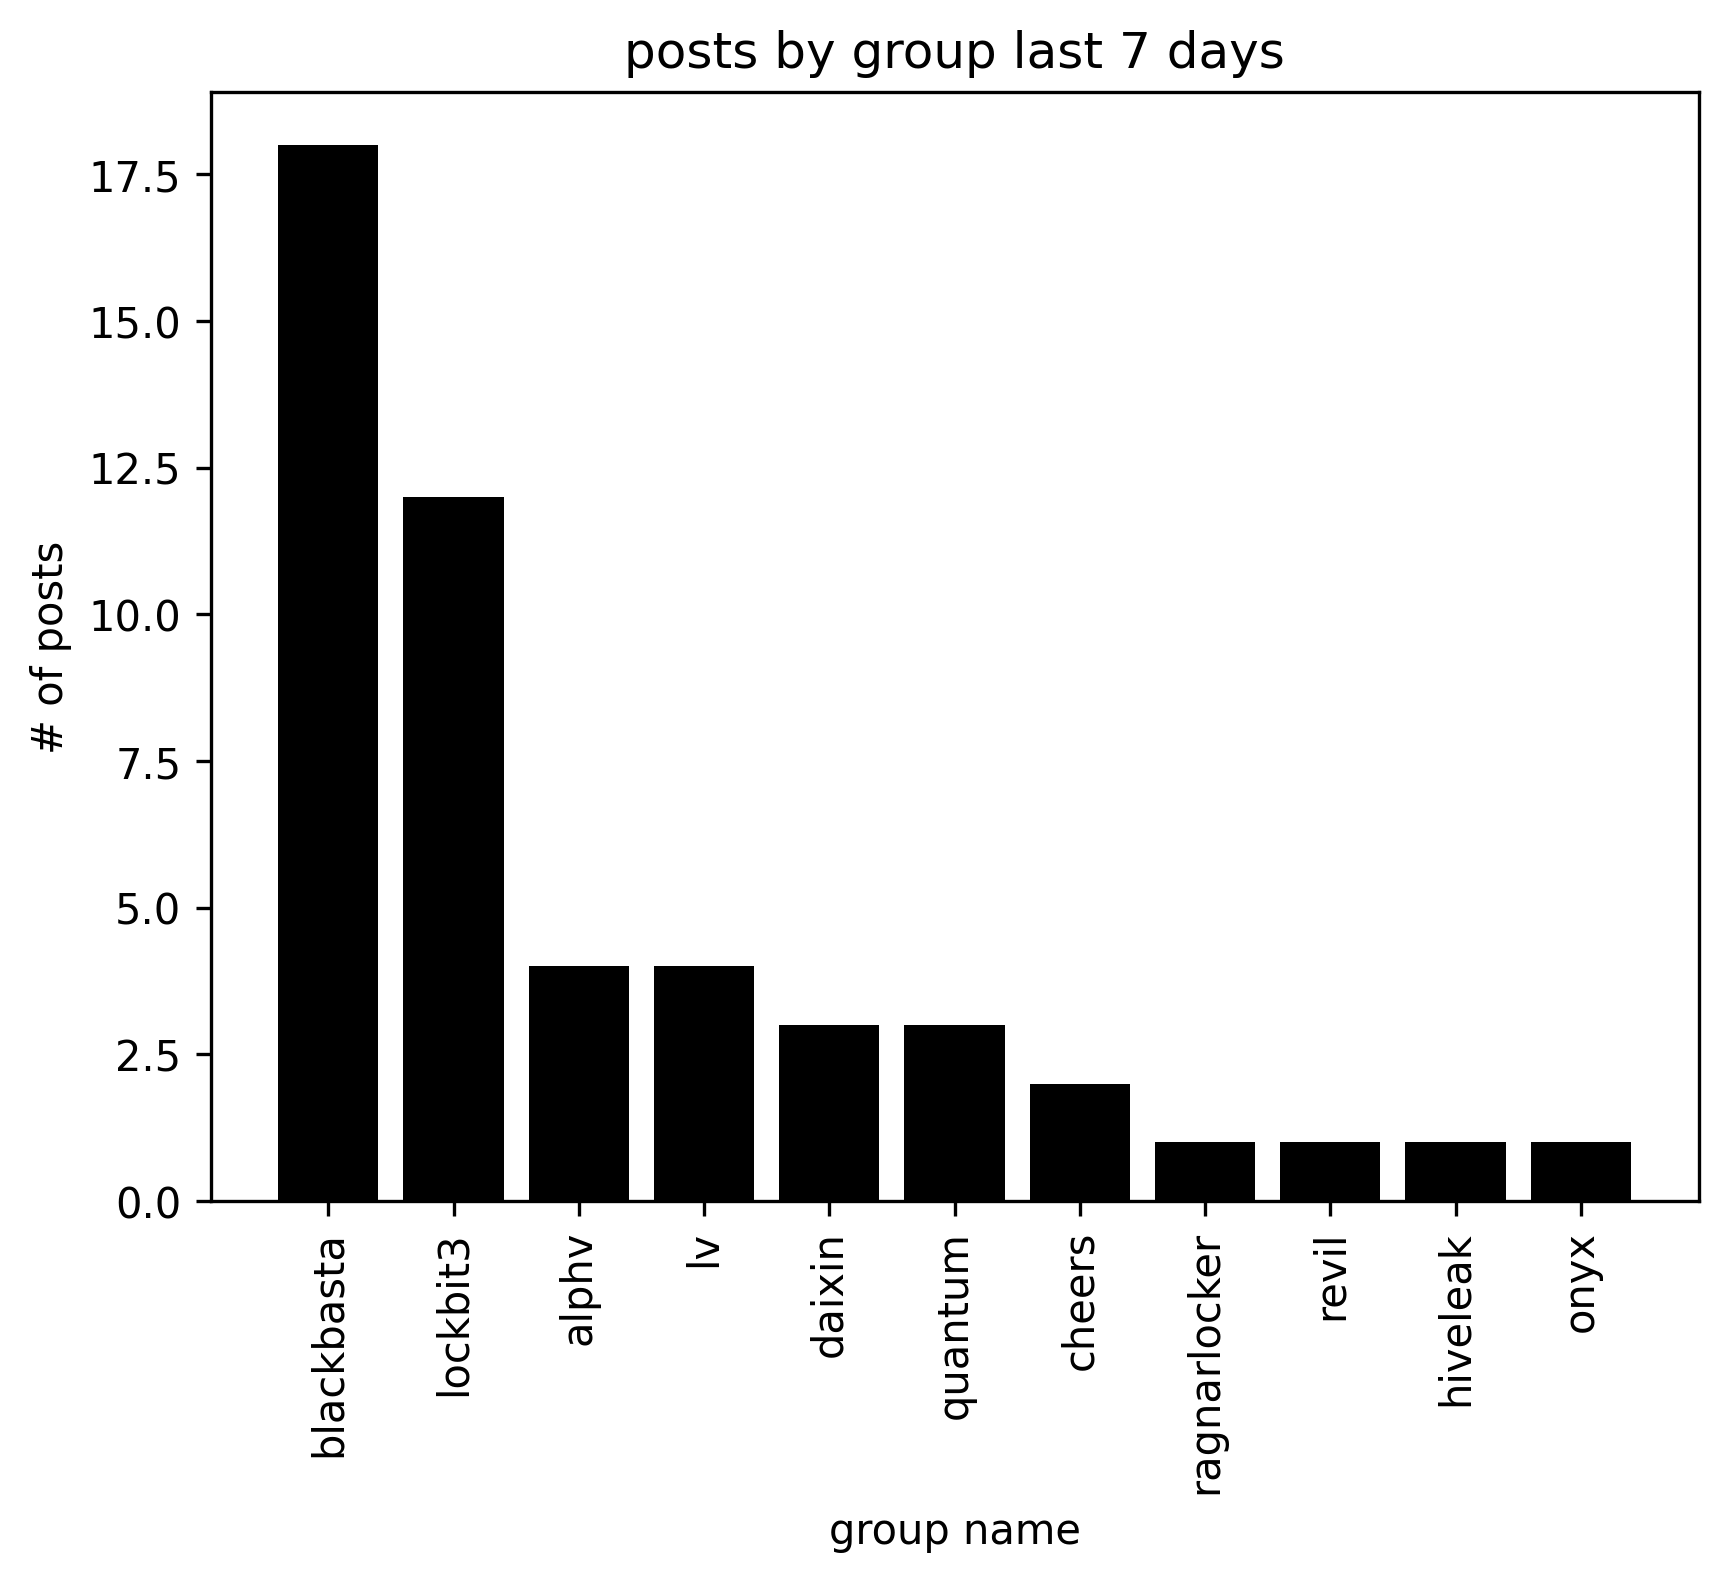 posts by group last 7 days
# of posts
17.5
15.0
12.5
10.0
7.5
5.0
2.5
0.0
blackbasta
lockbit3
alphv
lv
daixin
quantum
cheers
ragnarlocker
revil
hiveleak
onyx
group name